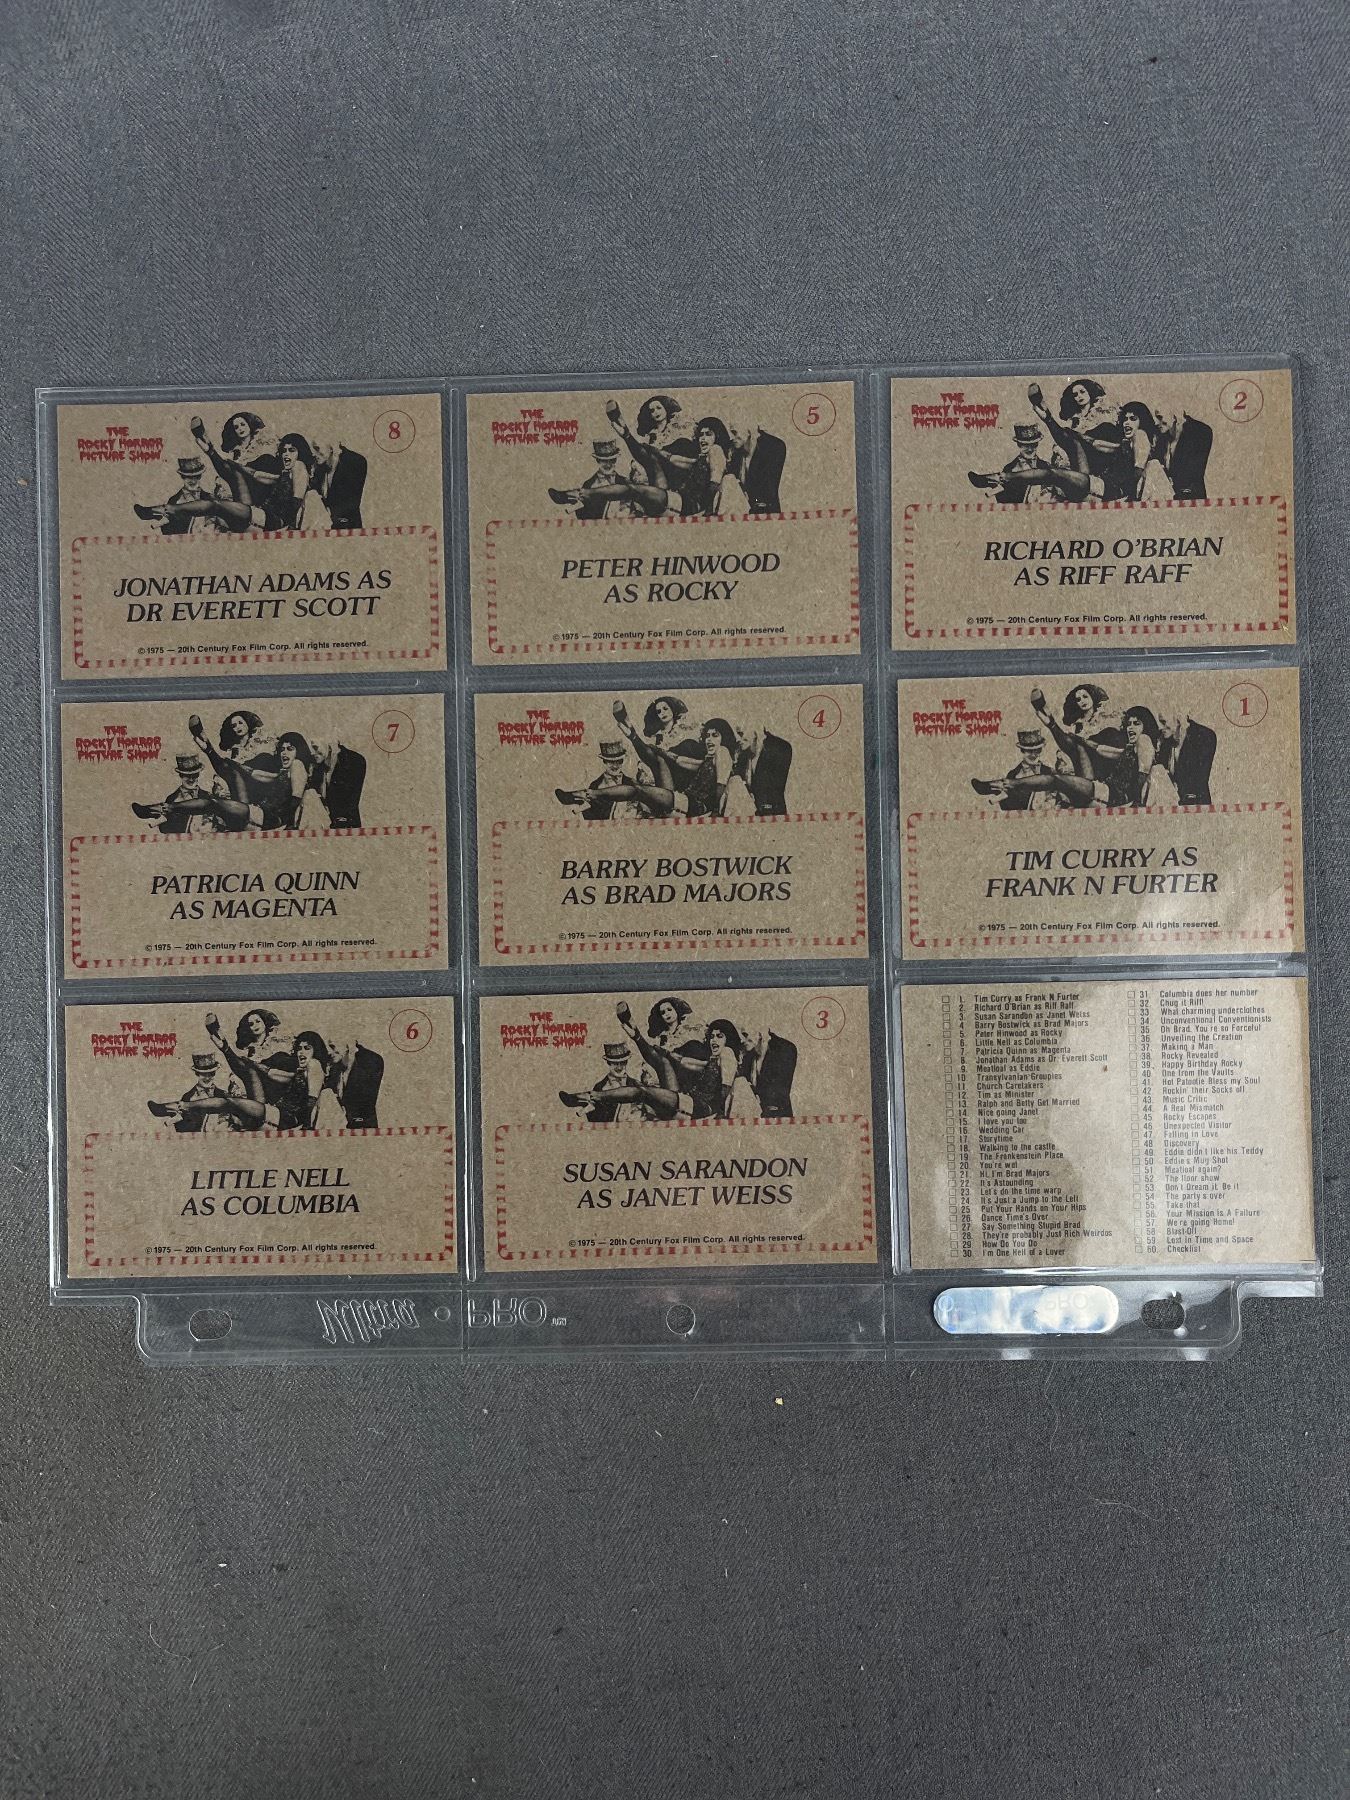 THE
ROCKY HORROR
PICTURE SHOW
8
JONATHAN ADAMS AS
DR EVERETT SCOTT
© 1975 — 20th Century Fox Film Corp. All rights reserved.
THE
ROCKY HORROR
PICTURE SHOW
5
PETER HINWOOD
AS ROCKY
© 1975 — 20th Century Fox Film Corp. All rights reserved.
THE
ROCKY HORROR
PICTURE SHOW
2
RICHARD O'BRIAN
AS RIFF RAFF
© 1975 — 20th Century Fox Film Corp. All rights reserved.
THE
ROCKY HORROR
PICTURE SHOW
7
PATRICIA QUINN
AS MAGENTA
© 1975 — 20th Century Fox Film Corp. All rights reserved.
THE
ROCKY HORROR
PICTURE SHOW
4
BARRY BOSTWICK
AS BRAD MAJORS
© 1975 — 20th Century Fox Film Corp. All rights reserved.
THE
ROCKY HORROR
PICTURE SHOW
1
TIM CURRY AS
FRANK N FURTER
© 1975 — 20th Century Fox Film Corp. All rights reserved.
THE
ROCKY HORROR
PICTURE SHOW
6
LITTLE NELL
AS COLUMBIA
© 1975 — 20th Century Fox Film Corp. All rights reserved.
THE
ROCKY HORROR
PICTURE SHOW
3
SUSAN SARANDON
AS JANET WEISS
© 1975 — 20th Century Fox Film Corp. All rights reserved.
1. Tim Curry as Frank N Furter
2. Richard O'Brian as Riff Raff
3. Susan Sarandon as Janet Weiss
4 Barry Bostwick as Brad Majors
5. Peter Hinwood as Rocky
6. Little Nell as Columbia
7. Patricia Quinn as Magenta
8. Jonathan Adams as Dr. Everett Scott
9. Meatloaf as Eddie
10 Transylvanian Groupies
11 Church Caretakers
12 Tim as Minister
13 Ralph and Betty Get Married
14 Nice going Janet
15. I love you too
16. Wedding Car
17. Storytime
18. Walking to the castle
19. The Frankenstein Place
20. You're wet
21 Hi, I'm Brad Majors
22 It's Astounding
23 Let's do the time warp
24. It's Just a Jump to the Left
25 Put Your Hands on Your Hips
26. Dance Time's Over
27. Say Something Stupid Brad
28. They're probably Just Rich Weirdos
29 How Do You Do
30. I'm One Hell of a Lover
31. Columbia does her number
32 Chug it Riff!
33 What charming underclothes
34 Unconventional Conventionists
35 Oh Brad, You're so Forceful
36 Unveiling the Creation
37. Making a Man
38. Rocky Revealed
39. Happy Birthday Rocky
40. One from the Vaults
41. Hot Patootie Bless my Soul
42. Rockin' their Socks off
43. Music Critic
44. A Real Mismatch
45 Rocky Escapes
46 Unexpected Visitor
47. Falling in Love
48 Discovery
49. Eddie didn't like his Teddy
50 Eddie's Mug Shot
51 Meatloaf again?
52 The floor show
53 Don't Dream it. Be it
54 The party's over
55. Take that
56. Your Mission is A Failure
57. We're going Home!
58 Blast-Off
59. Lost in Time and Space
60. Checklist
Ultra • PRO